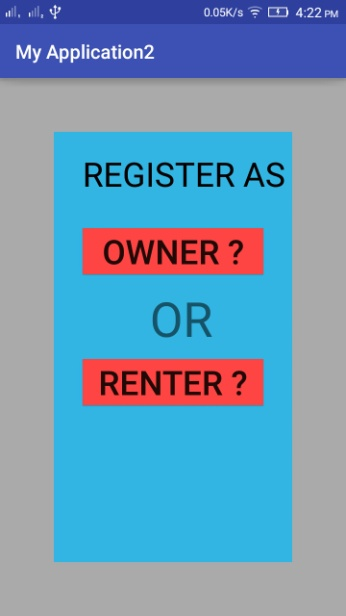 0.05K/s 4:22 PM
My Application2
REGISTER AS
OWNER ?
OR
RENTER ?